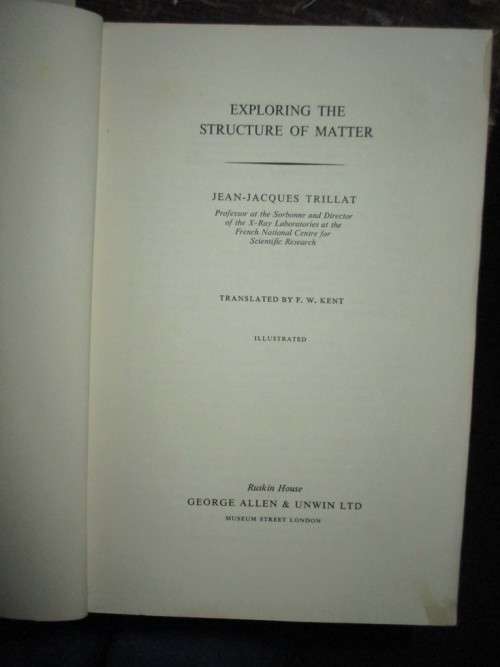 EXPLORING THE
STRUCTURE OF MATTER
JEAN-JACQUES TRILLAT
Professor at the Sorbonne and Director
of the X-Ray Laboratories at the
French National Centre for
Scientific Research
TRANSLATED BY F. W. KENT
ILLUSTRATED
Ruskin House
GEORGE ALLEN & UNWIN LTD
MUSEUM STREET LONDON